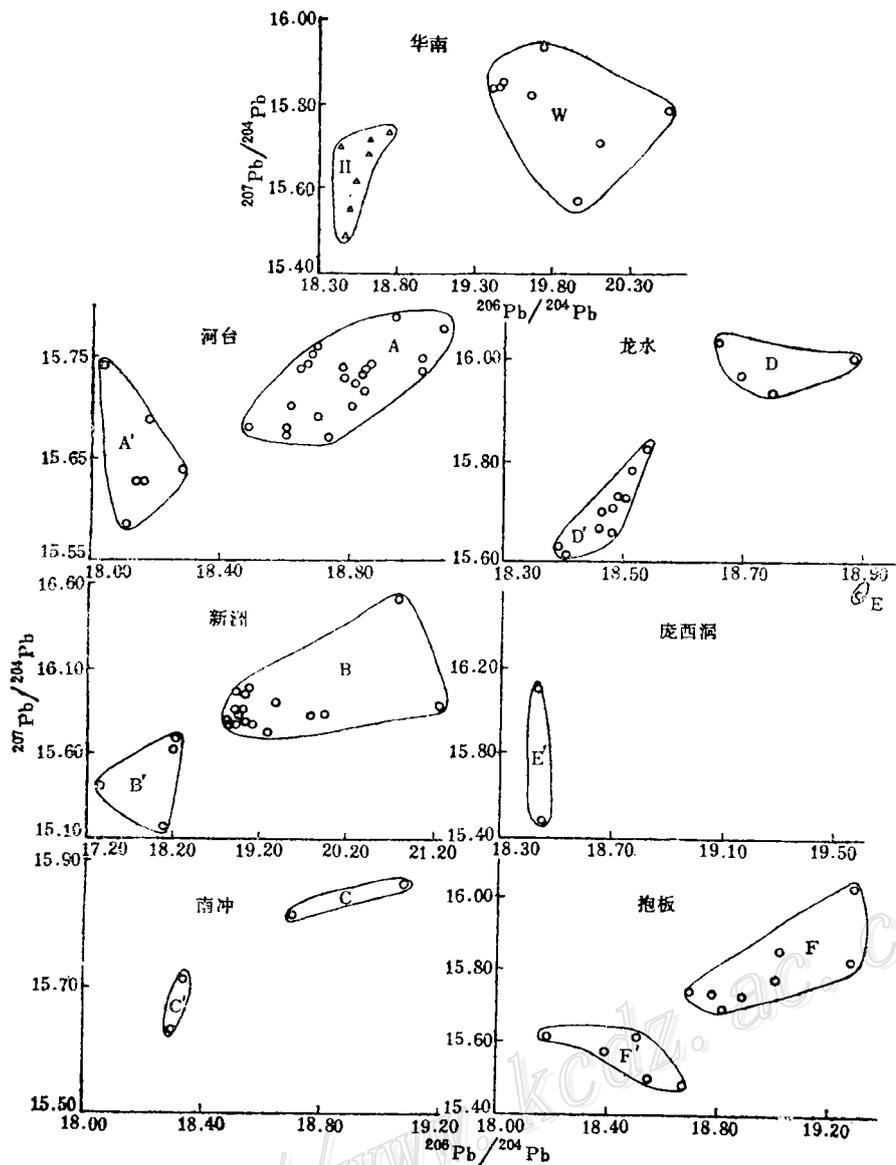 华南
16.00
15.80
15.60
15.40
²⁰⁷Pb/²⁰⁴Pb
II
W
18.30 18.80 19.30 19.80 20.30
²⁰⁶Pb/²⁰⁴Pb
河台
15.75
15.65
15.55
A
A'
18.00 18.40 18.80
龙水
16.00
15.80
15.60
D
D'
18.30 18.50 18.70 18.90
E
新洲
16.60
16.10
15.60
15.10
²⁰⁷Pb/²⁰⁴Pb
B
B'
17.20 18.20 19.20 20.20 21.20
庞西洞
16.20
15.80
15.40
E'
18.30 18.70 19.10 19.50
南冲
15.90
15.70
15.50
C
C'
18.00 18.40 18.80 19.20
抱板
16.00
15.80
15.60
15.40
F
F'
18.00 18.40 18.80 19.20
²⁰⁶Pb/²⁰⁴Pb